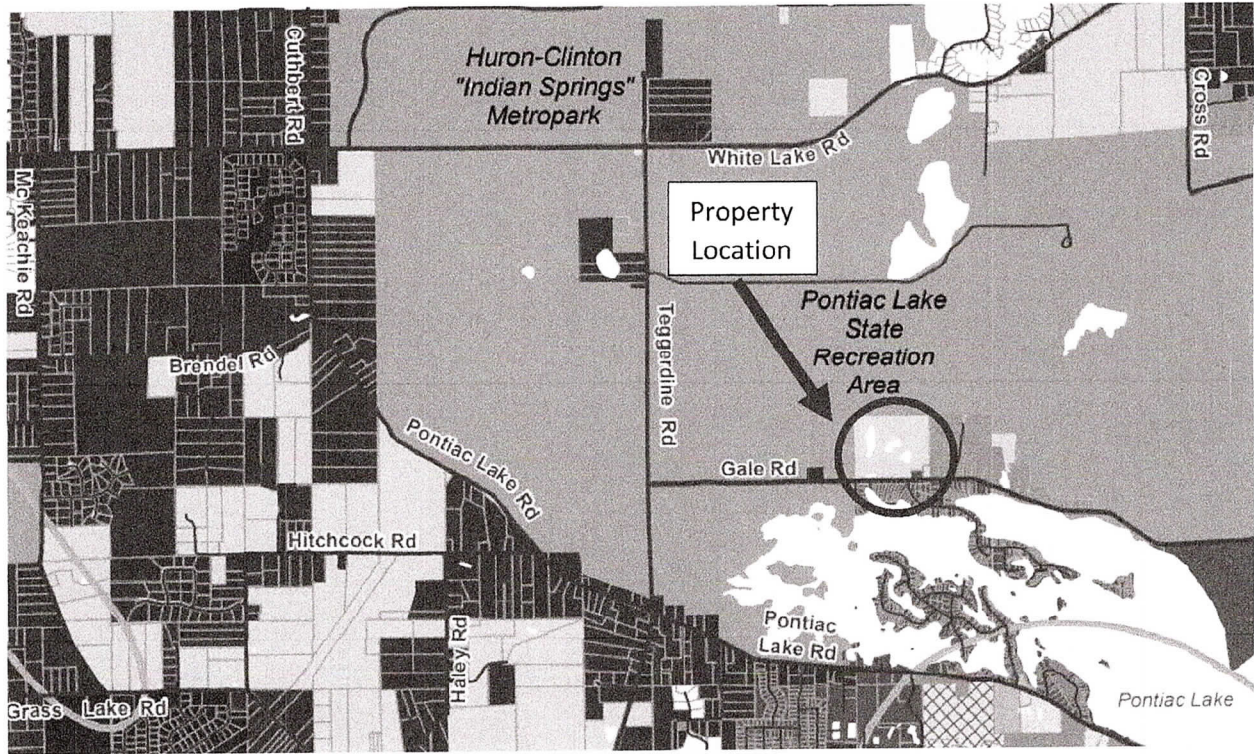 Cuthbert Rd
Huron-Clinton
"Indian Springs"
Metropark
Cross Rd
White Lake Rd
McKeachie Rd
Property
Location
Pontiac Lake
State
Recreation
Area
Teggerdine Rd
Brendel Rd
Pontiac Lake Rd
Gale Rd
Hitchcock Rd
Haley Rd
Pontiac
Lake Rd
Grass Lake Rd
Pontiac Lake